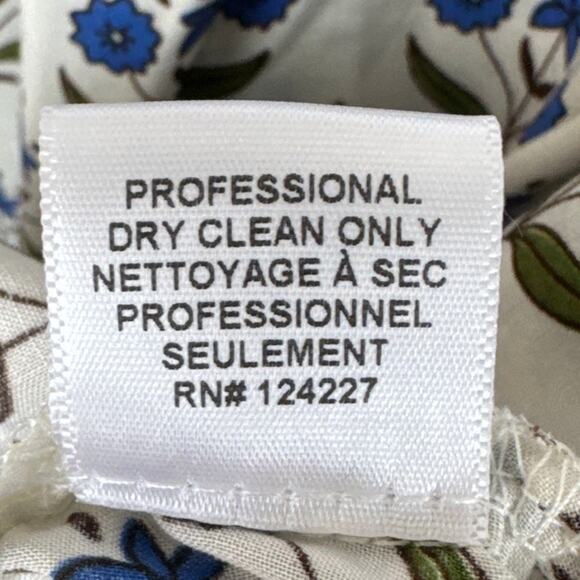 PROFESSIONAL
DRY CLEAN ONLY
NETTOYAGE À SEC
PROFESSIONNEL
SEULEMENT
RN# 124227